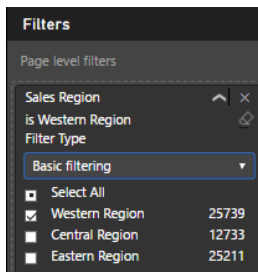 Filters
Page level filters
Sales Region
is Western Region
Filter Type
Basic filtering
Select All
Western Region 25739
Central Region 12733
Eastern Region 25211